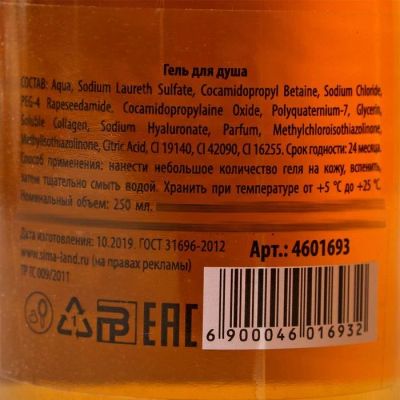 Гель для душа
СОСТАВ: Aqua, Sodium Laureth Sulfate, Cocamidopropyl Betaine, Sodium Chloride,
PEG-4 Rapeseedamide, Cocamidopropylaine Oxide, Polyquaternium-7, Glycerin,
Soluble Collagen, Sodium Hyaluronate, Parfum, Methylchloroisothiazolinone,
Methylisothiazolinone, Citric Acid, CI 19140, CI 42090, CI 16255. Срок годности: 24 месяца.
Способ применения: нанести небольшое количество геля на кожу, вспенить,
затем тщательно смыть водой. Хранить при температуре от +5 °С до +25 °С.
Номинальный объем: 250 мл.
Дата изготовления: 10.2019. ГОСТ 31696-2012
www.sima-land.ru (на правах рекламы)
ТР ТС 009/2011
Арт.: 4601693
1 РЗ EAC
6 900046 016932